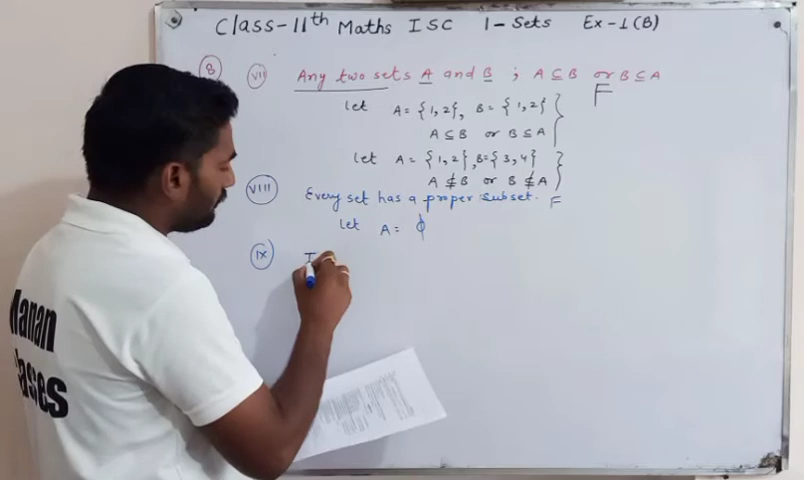 Class-11th Maths ISC 1-Sets Ex-1(B)
8 VII Any two sets A and B ; A ⊆ B or B ⊆ A
F
Let A = {1, 2}, B = {1, 2}
A ⊆ B or B ⊆ A
Let A = {1, 2}, B = {3, 4}
A ⊈ B or B ⊈ A
VIII Every set has a proper subset. F
Let A = ϕ
IX I
Manan